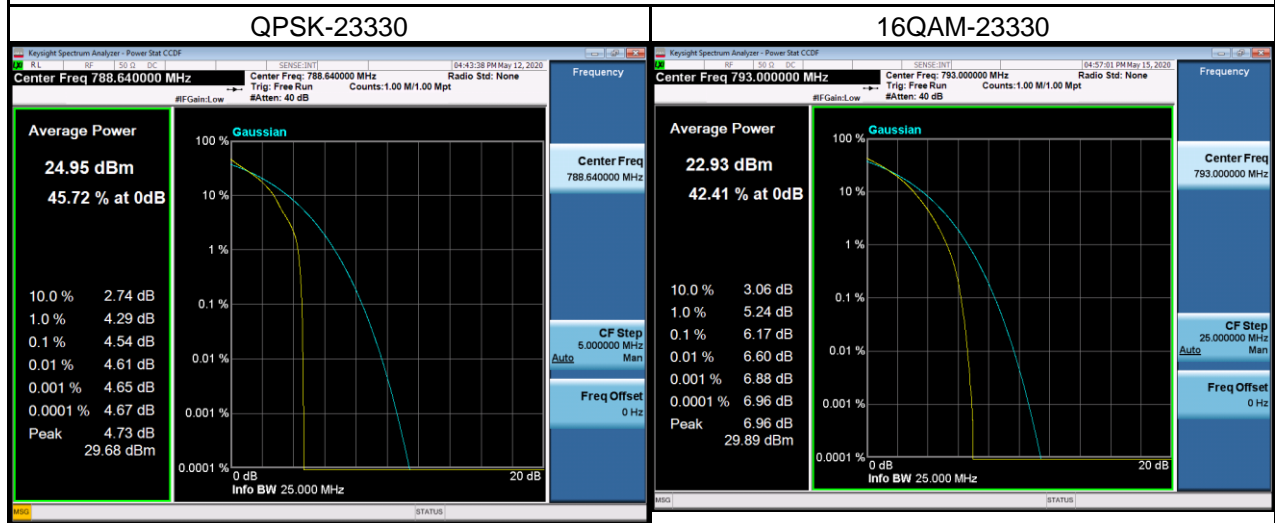 QPSK-23330
Keysight Spectrum Analyzer - Power Stat CCDF
RL RF 50 Ω DC SENSE:INT 04:43:38 PM May 12, 2020
Center Freq 788.640000 MHz
Center Freq: 788.640000 MHz Radio Std: None
Trig: Free Run Counts:1.00 M/1.00 Mpt
#IFGain:Low #Atten: 40 dB
Frequency
Average Power
24.95 dBm
45.72 % at 0dB
10.0 % 2.74 dB
1.0 % 4.29 dB
0.1 % 4.54 dB
0.01 % 4.61 dB
0.001 % 4.65 dB
0.0001 % 4.67 dB
Peak 4.73 dB
29.68 dBm
Gaussian
100 %
10 %
1 %
0.1 %
0.01 %
0.001 %
0.0001 %
0 dB 20 dB
Info BW 25.000 MHz
Center Freq
788.640000 MHz
CF Step
5.000000 MHz
Auto Man
Freq Offset
0 Hz
MSG STATUS
16QAM-23330
Keysight Spectrum Analyzer - Power Stat CCDF
RF 50 Ω DC SENSE:INT 04:57:01 PM May 15, 2020
Center Freq 793.000000 MHz
Center Freq: 793.000000 MHz Radio Std: None
Trig: Free Run Counts:1.00 M/1.00 Mpt
#IFGain:Low #Atten: 40 dB
Frequency
Average Power
22.93 dBm
42.41 % at 0dB
10.0 % 3.06 dB
1.0 % 5.24 dB
0.1 % 6.17 dB
0.01 % 6.60 dB
0.001 % 6.88 dB
0.0001 % 6.96 dB
Peak 6.96 dB
29.89 dBm
Gaussian
100 %
10 %
1 %
0.1 %
0.01 %
0.001 %
0.0001 %
0 dB 20 dB
Info BW 25.000 MHz
Center Freq
793.000000 MHz
CF Step
25.000000 MHz
Auto Man
Freq Offset
0 Hz
MSG STATUS